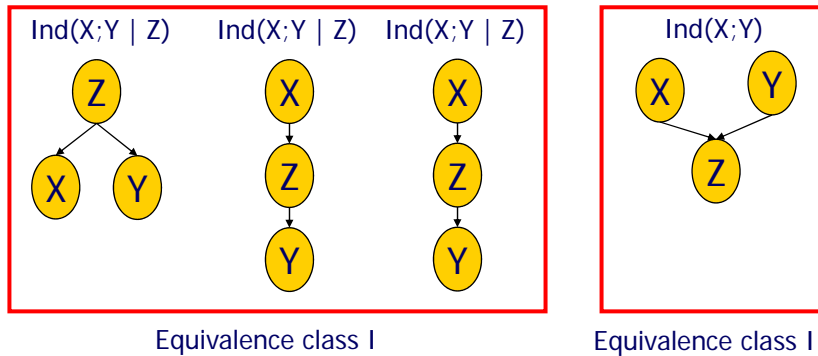 Ind(X;Y | Z)
Ind(X;Y | Z)
Ind(X;Y | Z)
Z
X
Y
X
Z
Y
X
Z
Y
Equivalence class I
Ind(X;Y)
X
Y
Z
Equivalence class I